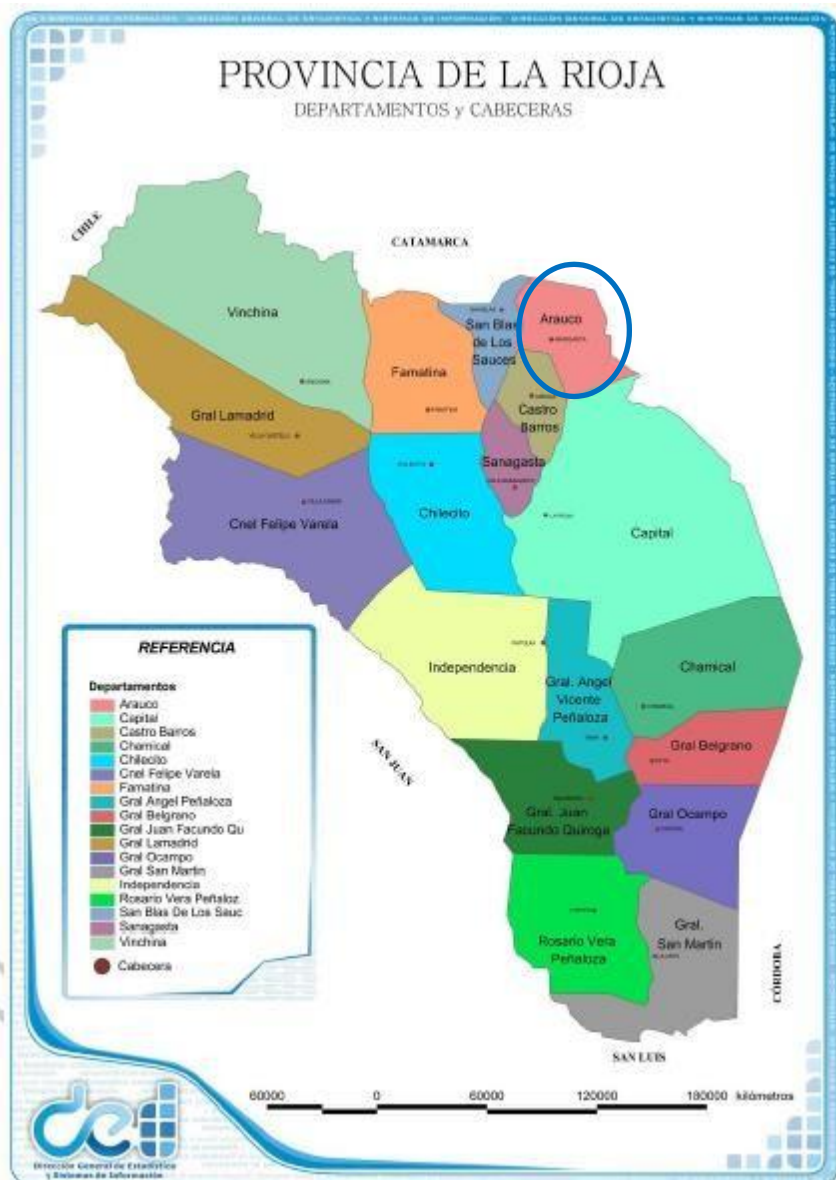 PROVINCIA DE LA RIOJA
DEPARTAMENTOS y CABECERAS
CHILE
CATAMARCA
Vinchina
Arauco
San Blas
de Los
Sauces
Famatina
Castro
Barros
Gral Lamadrid
Sanagasta
Chilecito
Cnel Felipe Varela
Capital
Independencia
Chamical
Gral. Angel
Vicente
Peñaloza
SAN JUAN
Gral Belgrano
Gral. Juan
Facundo Quiroga
Gral Ocampo
Gral.
San Martin
Rosario Vera
Peñaloza
CÓRDOBA
SAN LUIS
REFERENCIA
Departamentos
Arauco
Capital
Castro Barros
Chamical
Chilecito
Cnel Felipe Varela
Famatina
Gral Angel Peñaloza
Gral Belgrano
Gral Juan Facundo Qu
Gral Lamadrid
Gral Ocampo
Gral San Martin
Independencia
Rosario Vera Peñaloz
San Blas De Los Sauc
Sanagasta
Vinchina
Cabecera
60000 0 60000 120000 180000 kilómetros
Dirección General de Estadística
y Sistemas de Información